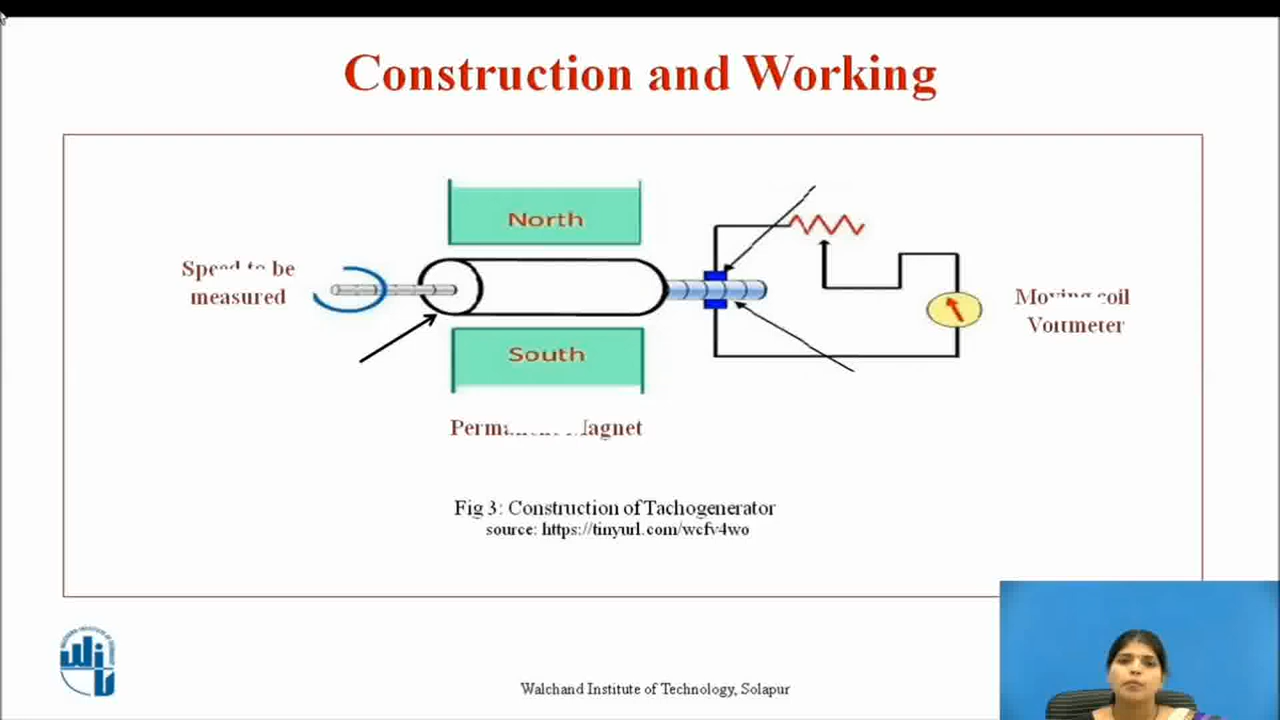 Construction and Working
North
Speed to be
measured
Moving coil
Voltmeter
South
Permanent Magnet
Fig 3: Construction of Tachogenerator
source: https://tinyurl.com/wcfv4wo
Walchand Institute of Technology, Solapur